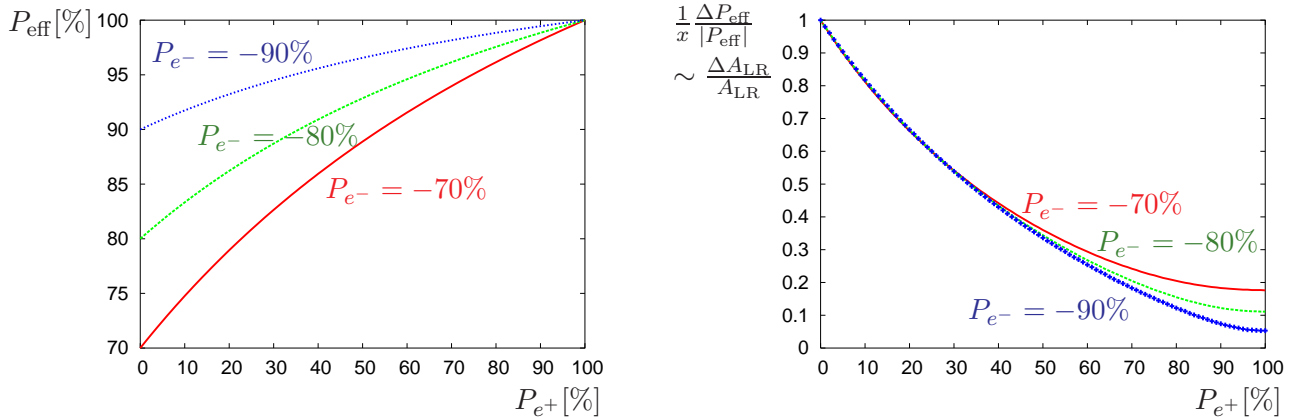 P_eff[%]
100
95
90
85
80
75
70
0 10 20 30 40 50 60 70 80 90 100
P_e+[%]
P_e− = −90%
P_e− = −80%
P_e− = −70%
1/x ΔP_eff/|P_eff|
∼ ΔA_LR/A_LR
1
0.9
0.8
0.7
0.6
0.5
0.4
0.3
0.2
0.1
0
0 10 20 30 40 50 60 70 80 90 100
P_e+[%]
P_e− = −70%
P_e− = −80%
P_e− = −90%